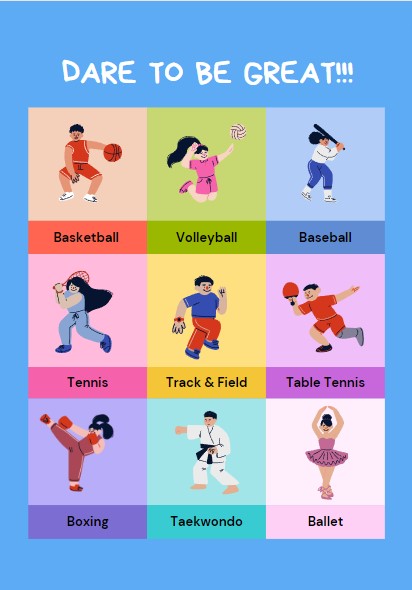 DARE TO BE GREAT!!!
Basketball
Volleyball
Baseball
Tennis
Track & Field
Table Tennis
Boxing
Taekwondo
Ballet